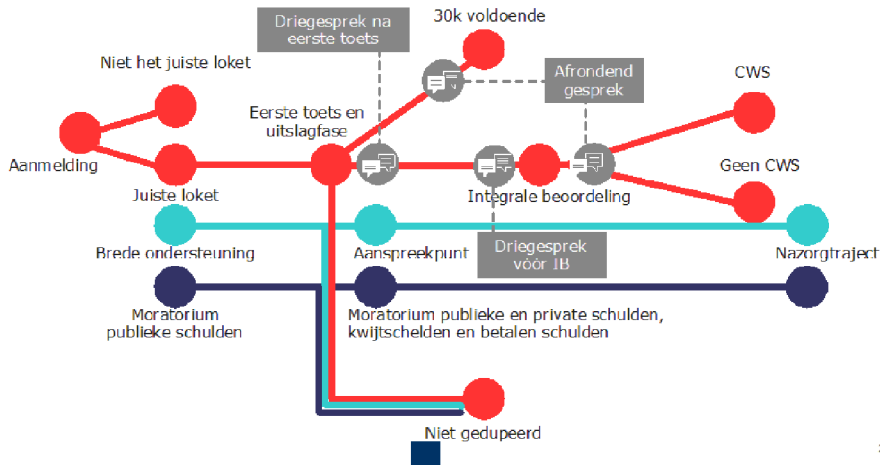 30k voldoende
Driegesprek na
eerste toets
Niet het juiste loket
Afrondend
gesprek
CWS
Eerste toets en
uitslagfase
Aanmelding
Juiste loket
Integrale beoordeling
Geen CWS
Brede ondersteuning
Aanspreekpunt
Driegesprek
vóór IB
Nazorgtraject
Moratorium
publieke schulden
Moratorium publieke en private schulden,
kwijtschelden en betalen schulden
Niet gedupeerd